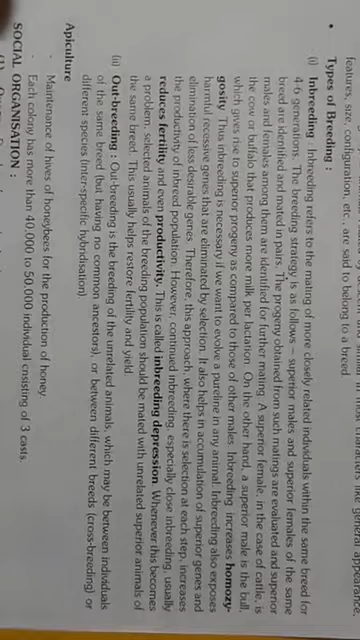 features, size, configuration, etc., are said to belong to a breed.
• Types of Breeding :
(i) Inbreeding : Inbreeding refers to the mating of more closely related individuals within the same breed for
4-6 generations. The breeding strategy is as follows – superior males and superior females of the same
breed are identified and mated in pairs. The progeny obtained from such matings are evaluated and superior
males and females among them are identified for further mating. A superior female, in the case of cattle, is
the cow or buffalo that produces more milk per lactation. On the other hand, a superior male is the bull,
which gives rise to superior progeny as compared to those of other males. Inbreeding increases homozy-
gosity. Thus inbreeding is necessary if we want to evolve a pureline in any animal. Inbreeding also exposes
harmful recessive genes that are eliminated by selection. It also helps in accumulation of superior genes and
elimination of less desirable genes. Therefore, this approach, where there is selection at each step, increases
the productivity of inbred population. However, continued inbreeding, especially close inbreeding, usually
reduces fertility and even productivity. This is called inbreeding depression. Whenever this becomes
a problem, selected animals of the breeding population should be mated with unrelated superior animals of
the same breed. This usually helps restore fertility and yield.
(ii) Out-breeding : Out-breeding is the breeding of the unrelated animals, which may be between individuals
of the same breed (but having no common ancestors), or between different breeds (cross-breeding) or
different species (inter-specific hybridisation).
Apiculture
- Maintenance of hives of honeybees for the production of honey.
- Each colony has more than 40,000 to 50,000 individual cnsisting of 3 casts.
SOCIAL ORGANISATION :